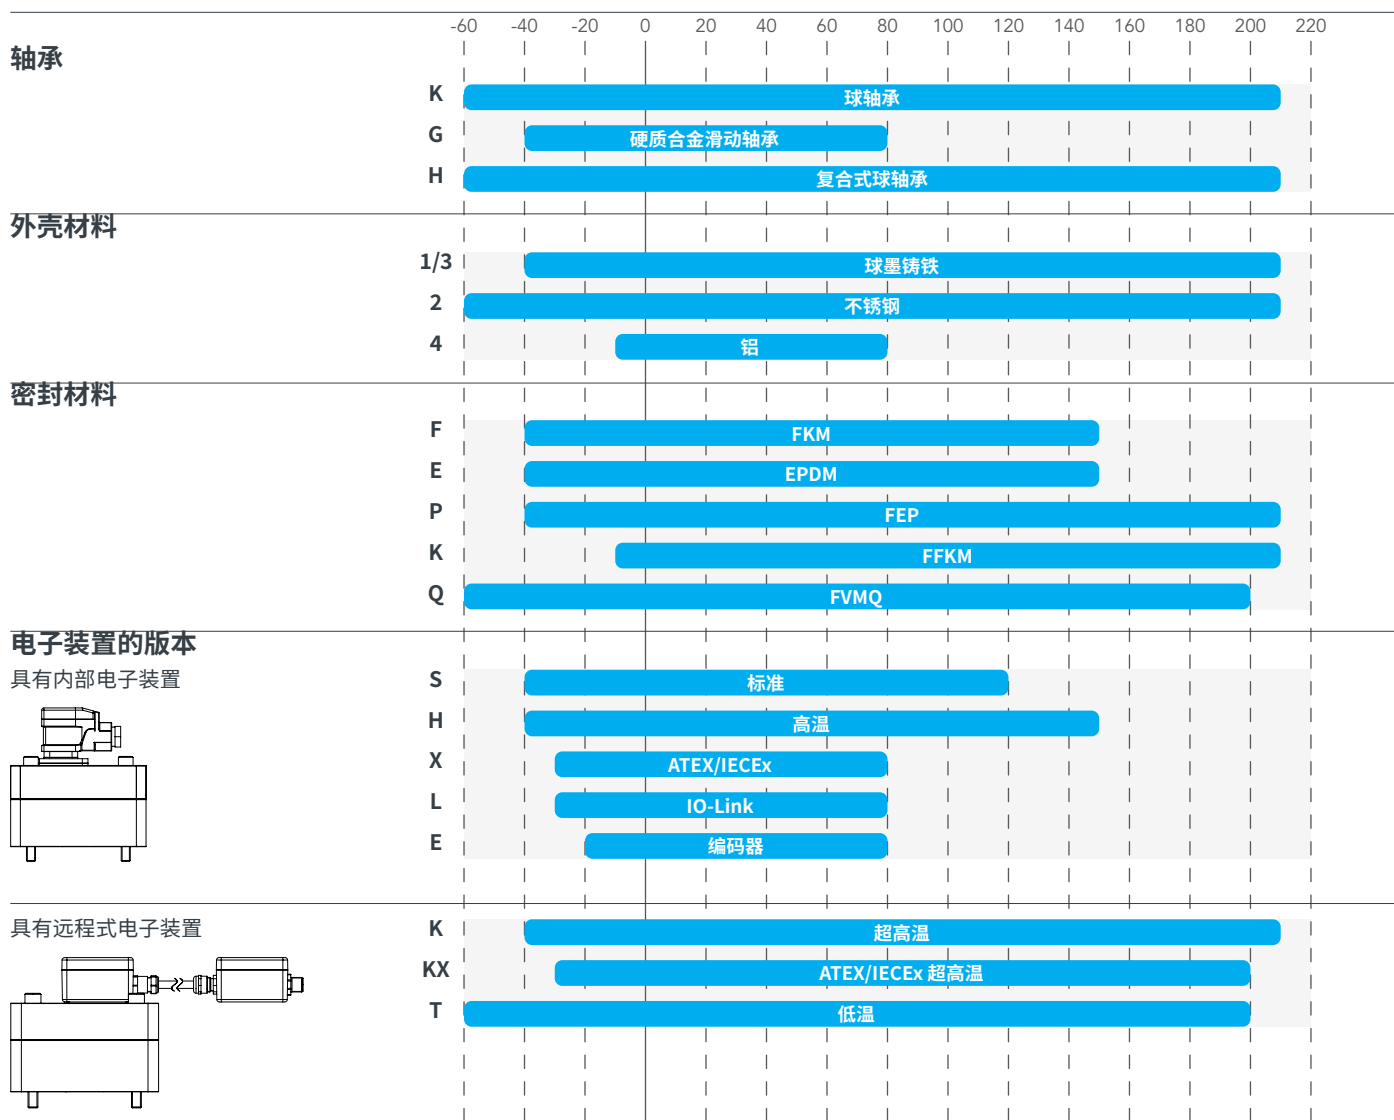 -60 -40 -20 0 20 40 60 80 100 120 140 160 180 200 220
轴承
K 球轴承
G 硬质合金滑动轴承
H 复合式球轴承
外壳材料
1/3 球墨铸铁
2 不锈钢
4 铝
密封材料
F FKM
E EPDM
P FEP
K FFKM
Q FVMQ
电子装置的版本
具有内部电子装置
S 标准
H 高温
X ATEX/IECEx
L IO-Link
E 编码器
具有远程式电子装置
K 超高温
KX ATEX/IECEx 超高温
T 低温